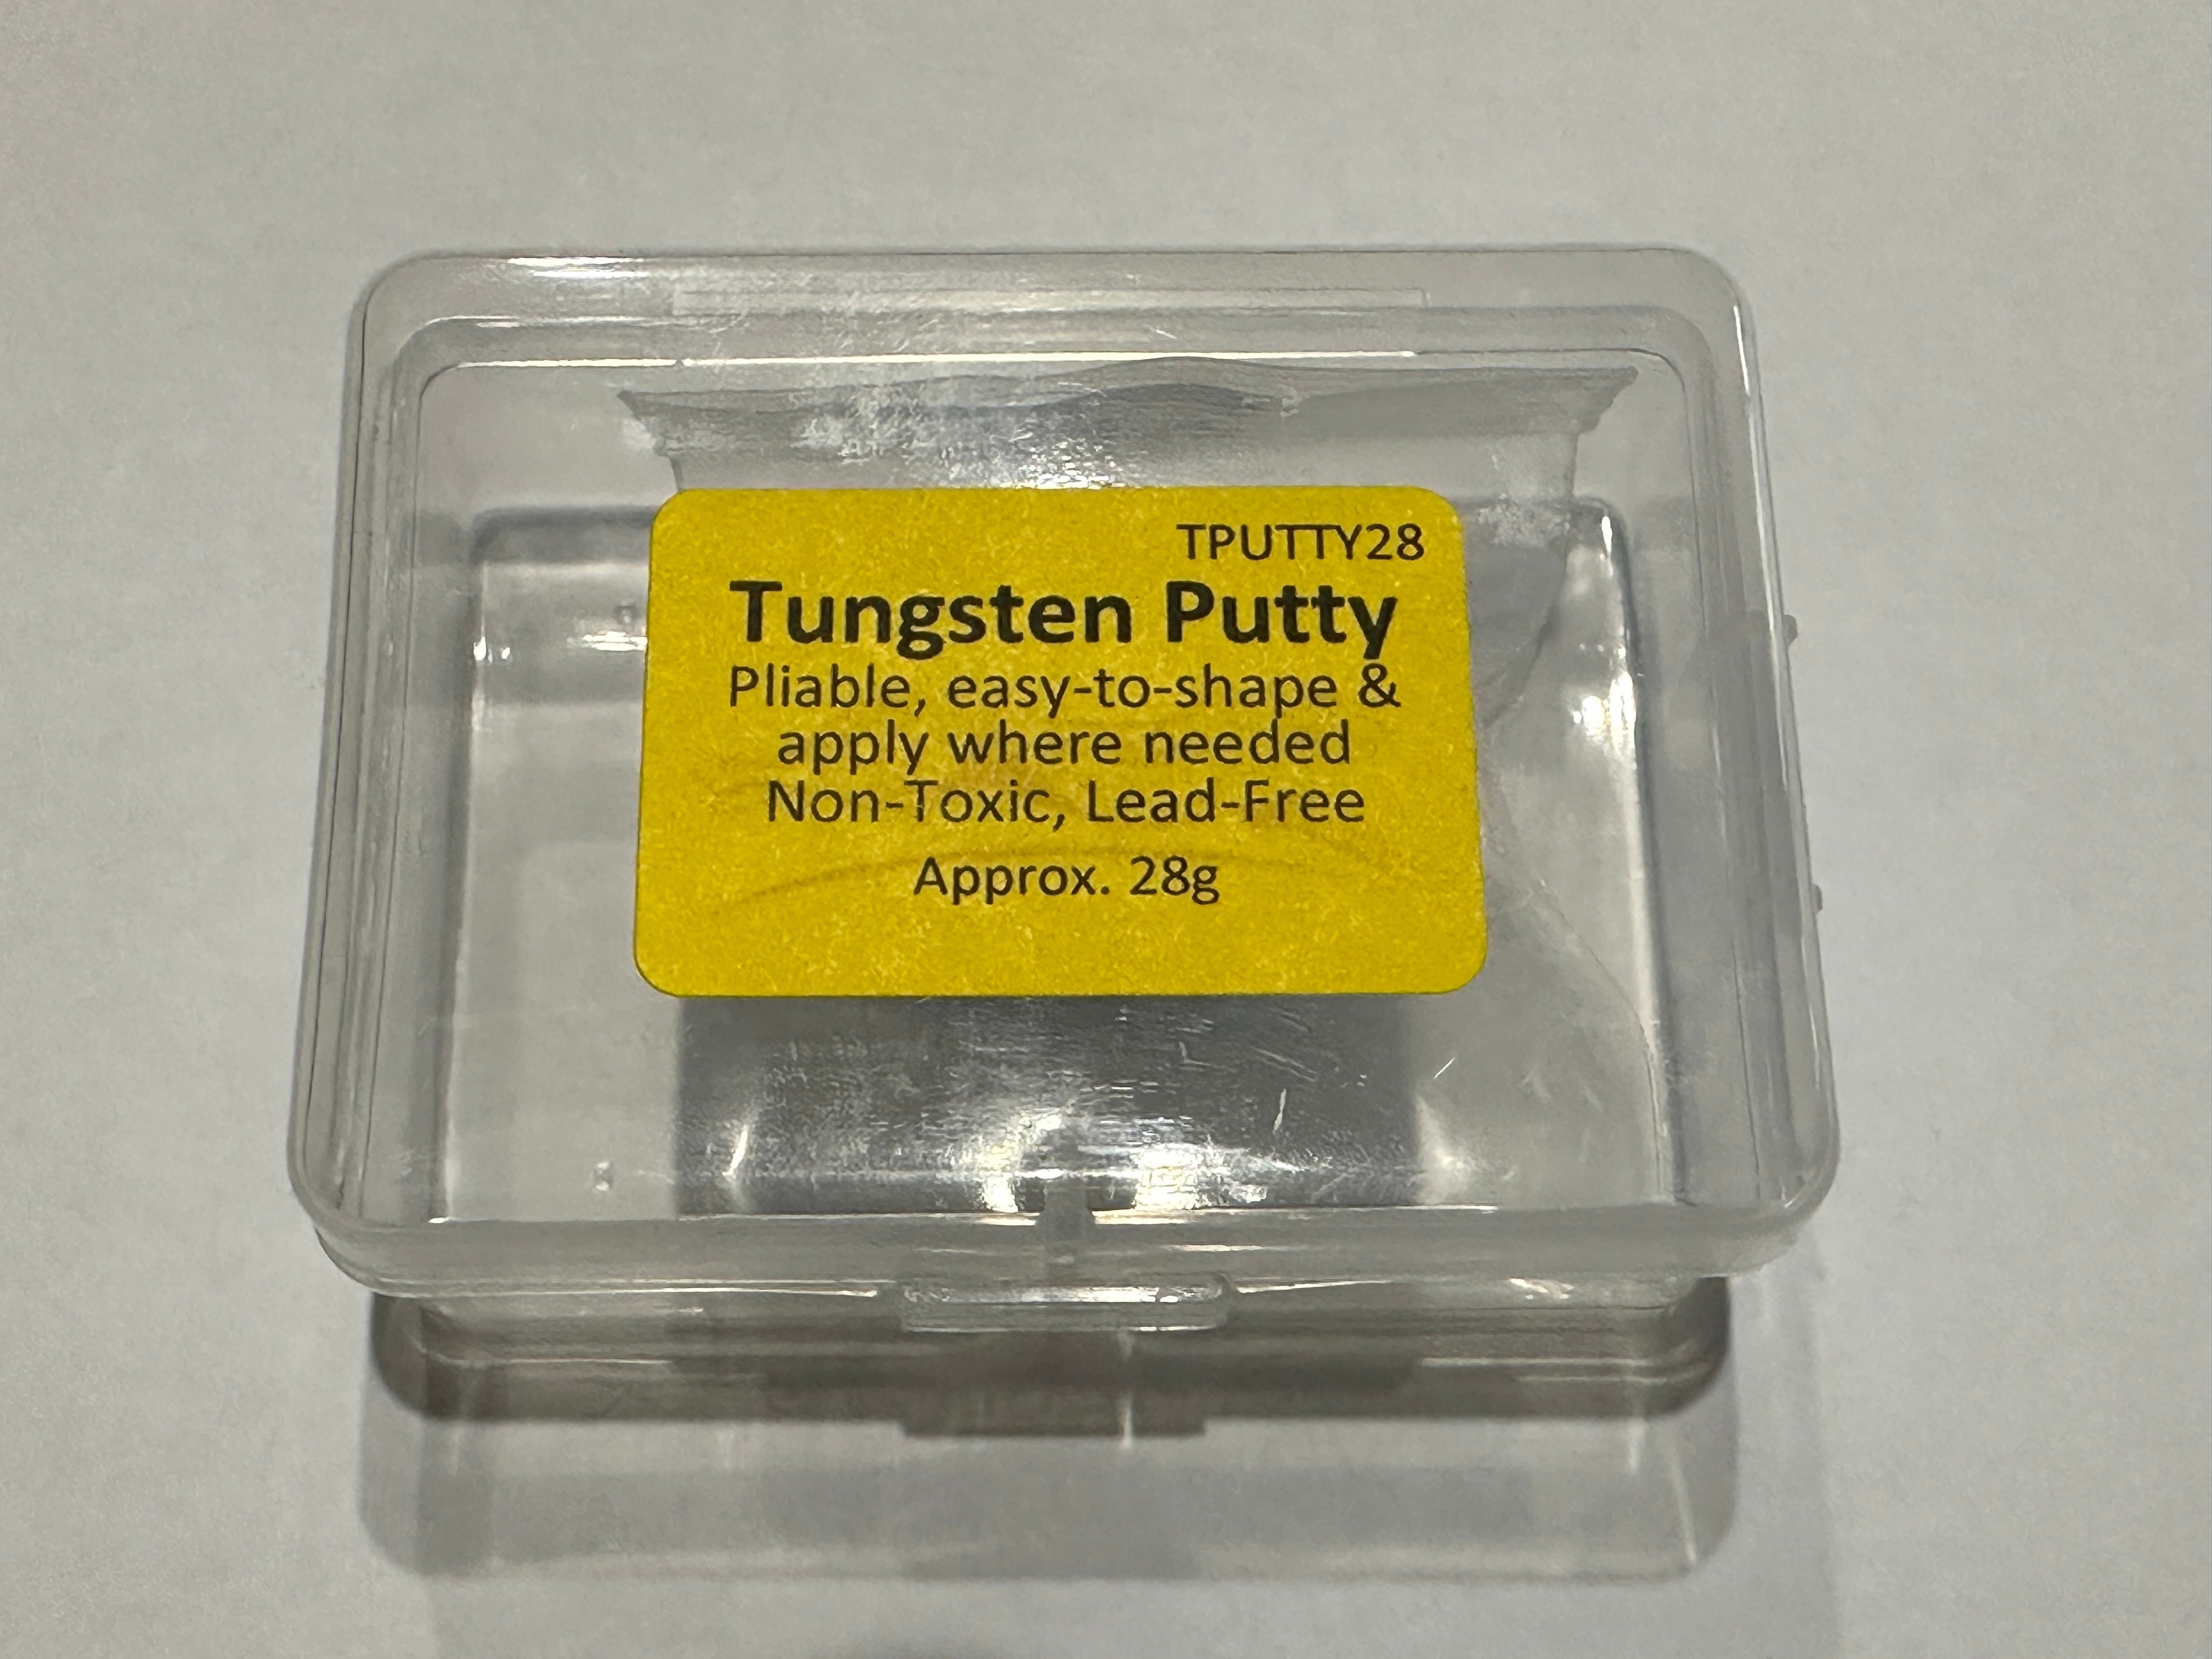 TPUTTY28
Tungsten Putty
Pliable, easy-to-shape &
apply where needed
Non-Toxic, Lead-Free
Approx. 28g